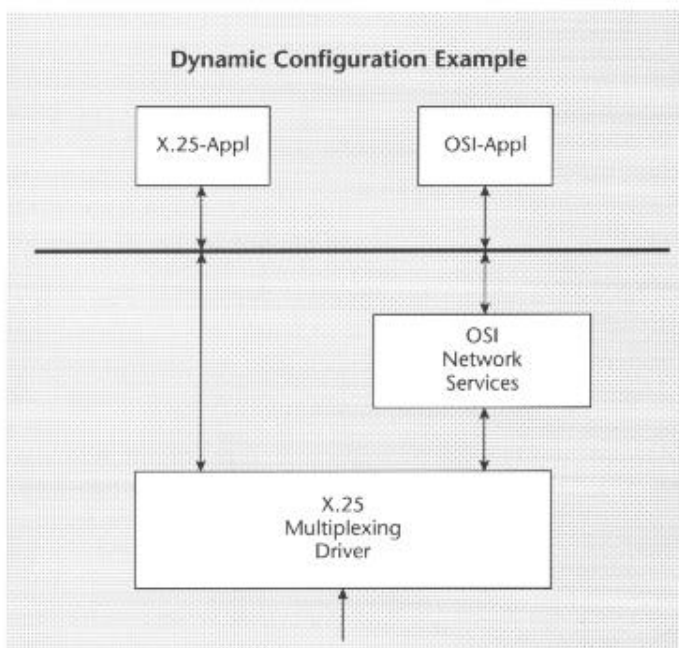 Dynamic Configuration Example
X.25-Appl
OSI-Appl
OSI
Network
Services
X.25
Multiplexing
Driver